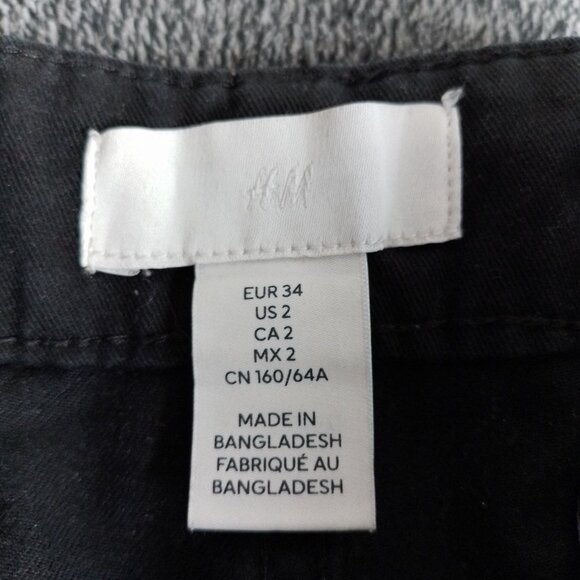 H&M
EUR 34
US 2
CA 2
MX 2
CN 160/64A
MADE IN
BANGLADESH
FABRIQUÉ AU
BANGLADESH